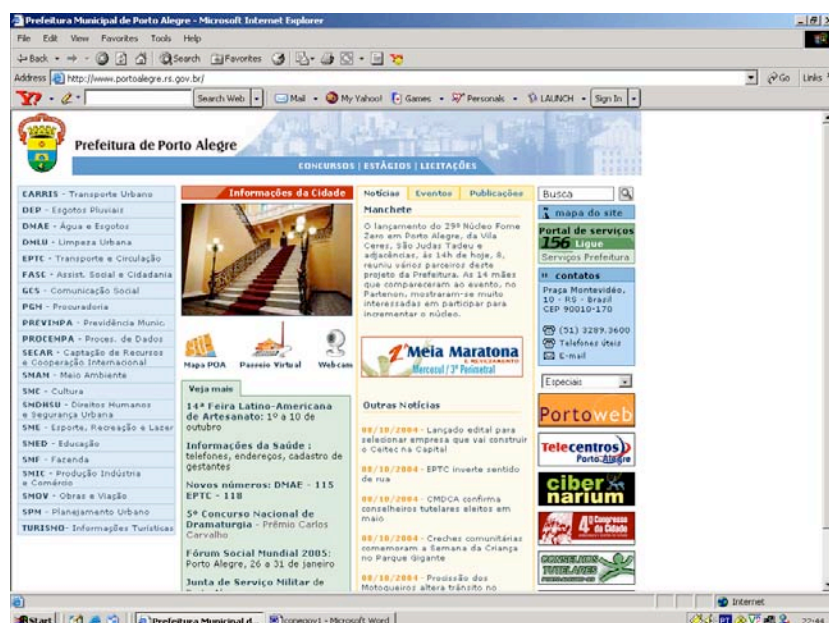 Prefeitura Municipal de Porto Alegre - Microsoft Internet Explorer
File Edit View Favorites Tools Help
Back Search Favorites
Address http://www.portoalegre.rs.gov.br/ Go Links
Y? Search Web Mail My Yahoo! Games Personals LAUNCH Sign In
Prefeitura de Porto Alegre
CONCURSOS | ESTÁGIOS | LICITAÇÕES
CARRIS - Transporte Urbano
DEP - Esgotos Pluviais
DMAE - Água e Esgotos
DMLU - Limpeza Urbana
EPTC - Transporte e Circulação
FASC - Assist. Social e Cidadania
GCS - Comunicação Social
PGM - Procuradoria
PREVIMPA - Previdência Munic.
PROCEMPA - Proces. de Dados
SECAR - Captação de Recursos
e Cooperação Internacional
SMAM - Meio Ambiente
SMC - Cultura
SMDHSU - Direitos Humanos
e Segurança Urbana
SME - Esporte, Recreação e Lazer
SMED - Educação
SMF - Fazenda
SMIC - Produção Indústria
e Comércio
SMOV - Obras e Viação
SPM - Planejamento Urbano
TURISMO- Informações Turísticas
Informações da Cidade
Mapa POA Passeio Virtual Webcam
Veja mais
14ª Feira Latino-Americana
de Artesanato: 1º a 10 de
outubro
Informações da Saúde :
telefones, endereços, cadastro de
gestantes
Novos números: DMAE - 115
EPTC - 118
5º Concurso Nacional de
Dramaturgia - Prêmio Carlos
Carvalho
Fórum Social Mundial 2005:
Porto Alegre, 26 a 31 de janeiro
Junta de Serviço Militar de
Notícias Eventos Publicações
Manchete
O lançamento do 29º Núcleo Fome
Zero em Porto Alegre, da Vila
Ceres, São Judas Tadeu e
adjacências, às 14h de hoje, 8,
reuniu vários parceiros deste
projeto da Prefeitura. As 14 mães
que compareceram ao evento, no
Partenon, mostraram-se muito
interessadas em participar para
incrementar o núcleo.
2ª Meia Maratona
E REVEZAMENTO
Mercosul / 3ª Perimetral
Outras Notícias
08/10/2004 - Lançado edital para
selecionar empresa que vai construir
o Ceitec na Capital
08/10/2004 - EPTC inverte sentido
de rua
08/10/2004 - CMDCA confirma
conselheiros tutelares eleitos em
maio
08/10/2004 - Creches comunitárias
comemoram a Semana da Criança
no Parque Gigante
08/10/2004 - Procissão dos
Motoqueiros altera trânsito no
Busca
mapa do site
Portal de serviços
156 Ligue
Serviços Prefeitura
contatos
Praça Montevidéo,
10 - RS - Brasil
CEP 90010-170
(51) 3289.3600
Telefones úteis
E-mail
Especiais
Portoweb
Telecentros
Porto Alegre
ciber
narium
4º Congresso
da Cidade
CONSELHOS
TUTELARES
Internet
Start Prefeitura Municipal d... conegov1 - Microsoft Word PT 22:44